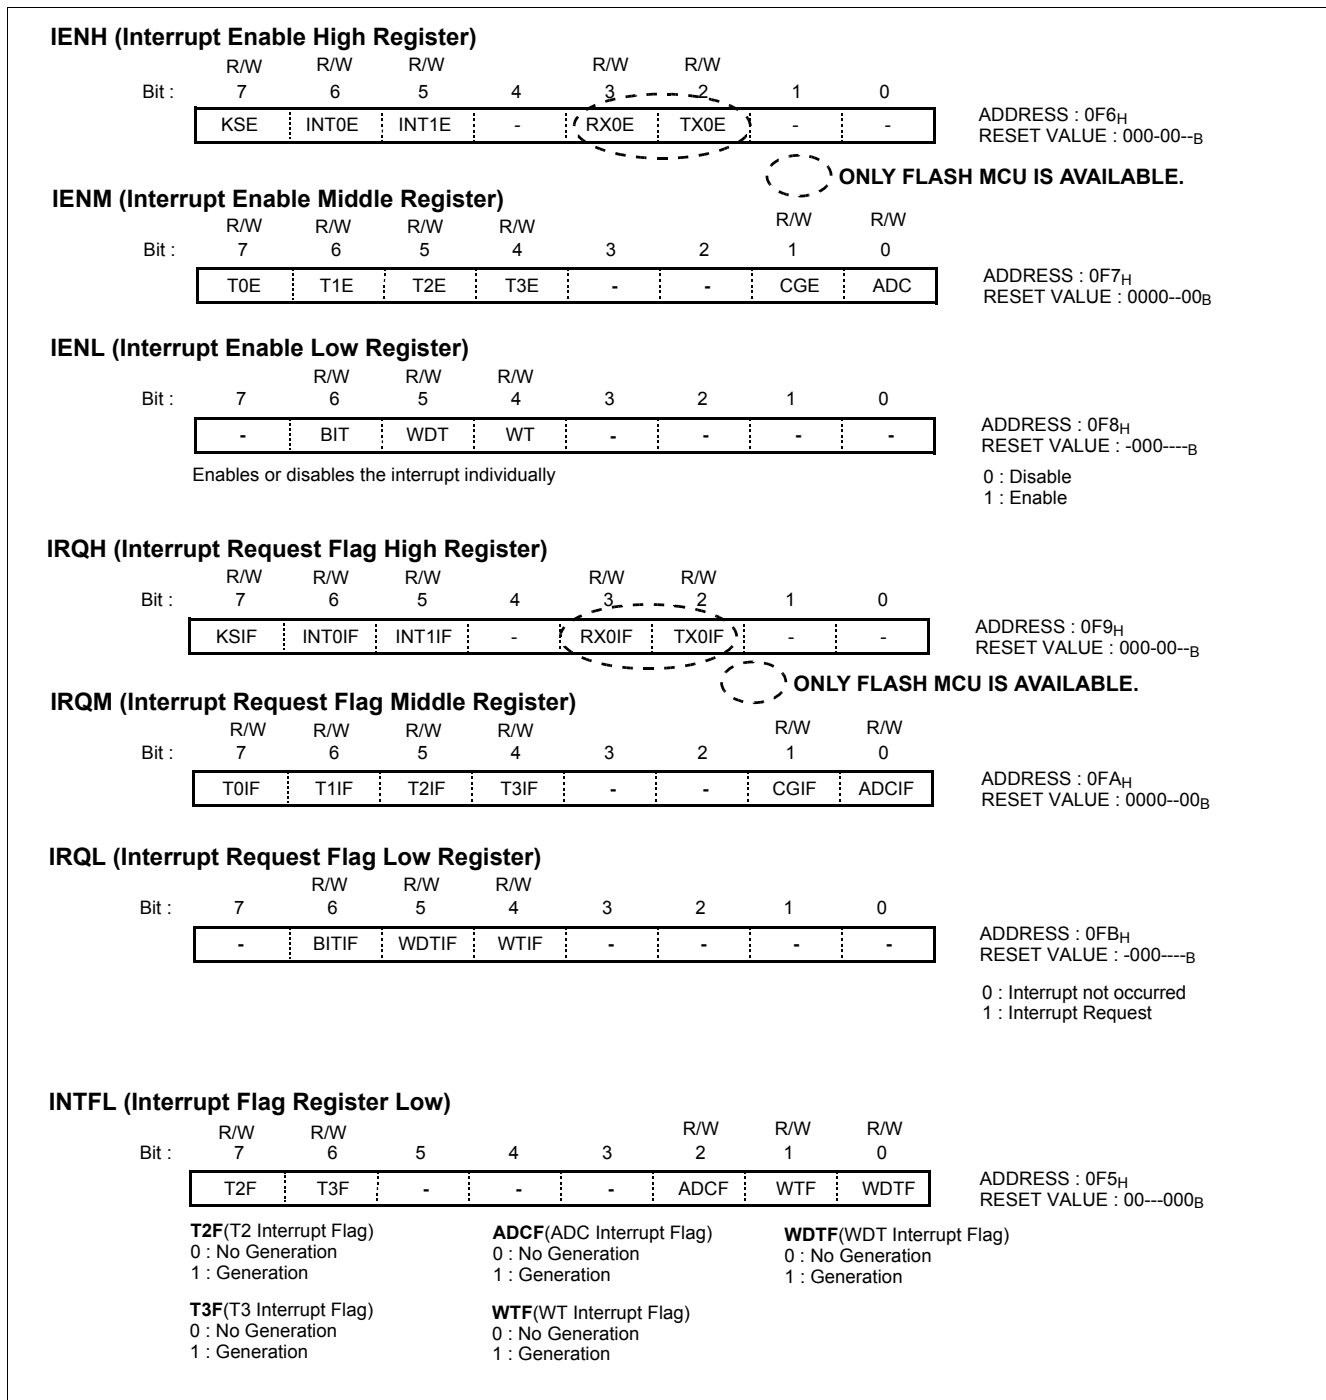 IENH (Interrupt Enable High Register)
R/W R/W R/W R/W R/W
Bit : 7 6 5 4 3 2 1 0
KSE INT0E INT1E - RX0E TX0E - -
ADDRESS : 0F6H
RESET VALUE : 000-00--B
ONLY FLASH MCU IS AVAILABLE.
IENM (Interrupt Enable Middle Register)
R/W R/W R/W R/W R/W R/W
Bit : 7 6 5 4 3 2 1 0
T0E T1E T2E T3E - - CGE ADC
ADDRESS : 0F7H
RESET VALUE : 0000--00B
IENL (Interrupt Enable Low Register)
R/W R/W R/W
Bit : 7 6 5 4 3 2 1 0
- BIT WDT WT - - - -
ADDRESS : 0F8H
RESET VALUE : -000----B
Enables or disables the interrupt individually
0 : Disable
1 : Enable
IRQH (Interrupt Request Flag High Register)
R/W R/W R/W R/W R/W
Bit : 7 6 5 4 3 2 1 0
KSIF INT0IF INT1IF - RX0IF TX0IF - -
ADDRESS : 0F9H
RESET VALUE : 000-00--B
ONLY FLASH MCU IS AVAILABLE.
IRQM (Interrupt Request Flag Middle Register)
R/W R/W R/W R/W R/W R/W
Bit : 7 6 5 4 3 2 1 0
T0IF T1IF T2IF T3IF - - CGIF ADCIF
ADDRESS : 0FAH
RESET VALUE : 0000--00B
IRQL (Interrupt Request Flag Low Register)
R/W R/W R/W
Bit : 7 6 5 4 3 2 1 0
- BITIF WDTIF WTIF - - - -
ADDRESS : 0FBH
RESET VALUE : -000----B
0 : Interrupt not occurred
1 : Interrupt Request
INTFL (Interrupt Flag Register Low)
R/W R/W R/W R/W R/W
Bit : 7 6 5 4 3 2 1 0
T2F T3F - - - ADCF WTF WDTF
ADDRESS : 0F5H
RESET VALUE : 00---000B
T2F(T2 Interrupt Flag)
0 : No Generation
1 : Generation
T3F(T3 Interrupt Flag)
0 : No Generation
1 : Generation
ADCF(ADC Interrupt Flag)
0 : No Generation
1 : Generation
WTF(WT Interrupt Flag)
0 : No Generation
1 : Generation
WDTF(WDT Interrupt Flag)
0 : No Generation
1 : Generation